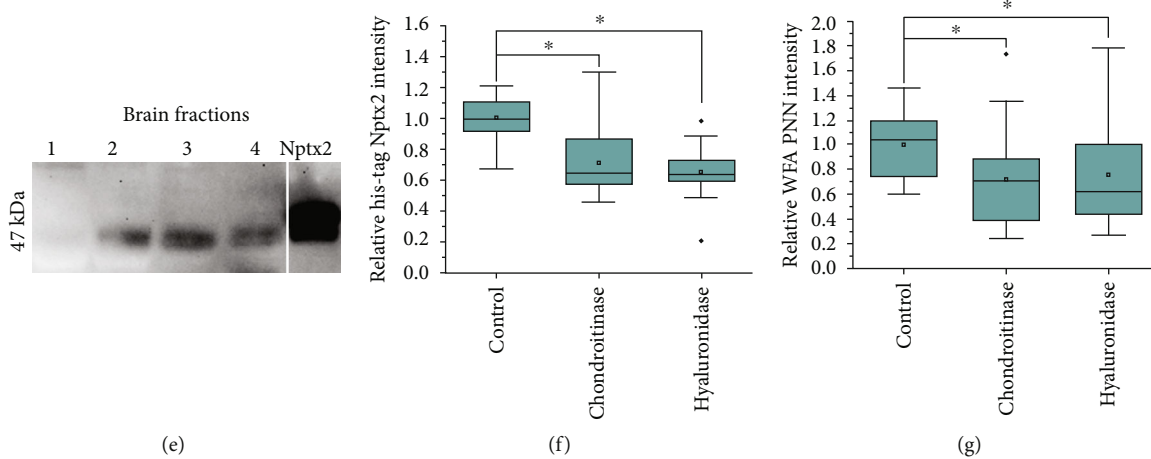 Brain fractions
1 2 3 4 Nptx2
47 kDa
(e)
Relative his-tag Nptx2 intensity
1.6
1.4
1.2
1.0
0.8
0.6
0.4
0.2
0.0
*
*
Control
Chondroitinase
Hyaluronidase
(f)
Relative WFA PNN intensity
2.0
1.8
1.6
1.4
1.2
1.0
0.8
0.6
0.4
0.2
0.0
*
*
Control
Chondroitinase
Hyaluronidase
(g)